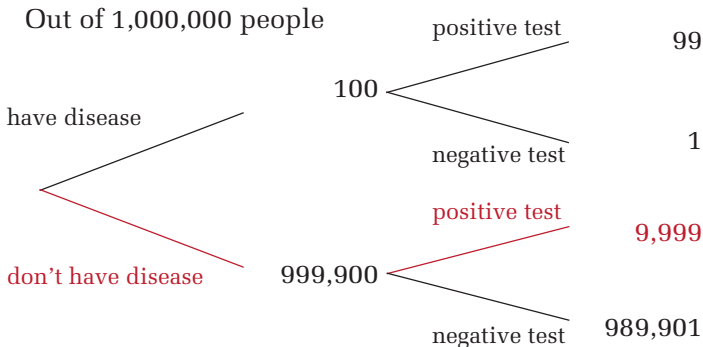 Out of 1,000,000 people
positive test
99
100
have disease
negative test
1
positive test
9,999
don't have disease
999,900
negative test
989,901